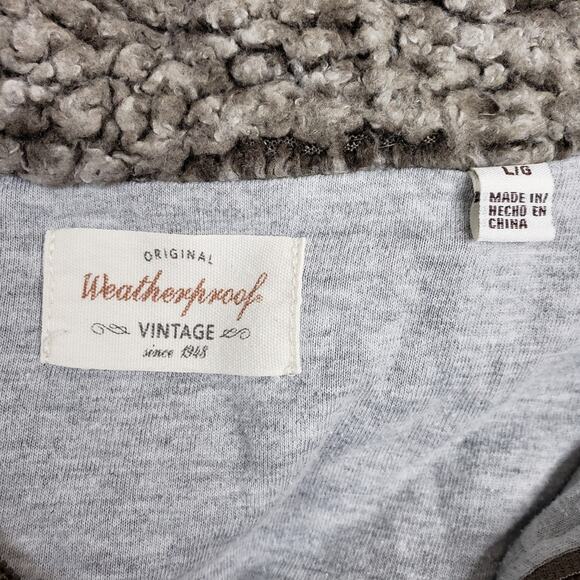 ORIGINAL
Weatherproof®
VINTAGE
since 1948
L/G
MADE IN/
HECHO EN
CHINA